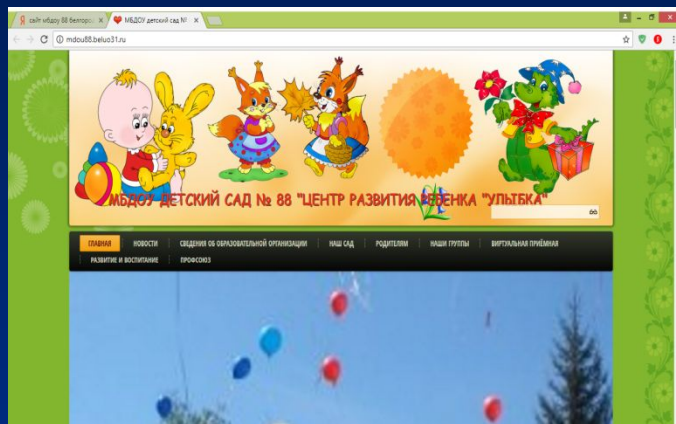 сайт мбдоу 88 белгоро
МБДОУ детский сад №
mdou88.beluo31.ru
МБДОУ ДЕТСКИЙ САД № 88 "ЦЕНТР РАЗВИТИЯ РЕБЕНКА "УЛЫБКА"
ГЛАВНАЯ НОВОСТИ СВЕДЕНИЯ ОБ ОБРАЗОВАТЕЛЬНОЙ ОРГАНИЗАЦИИ НАШ САД РОДИТЕЛЯМ НАШИ ГРУППЫ ВИРТУАЛЬНАЯ ПРИЁМНАЯ
РАЗВИТИЕ И ВОСПИТАНИЕ ПРОФСОЮЗ